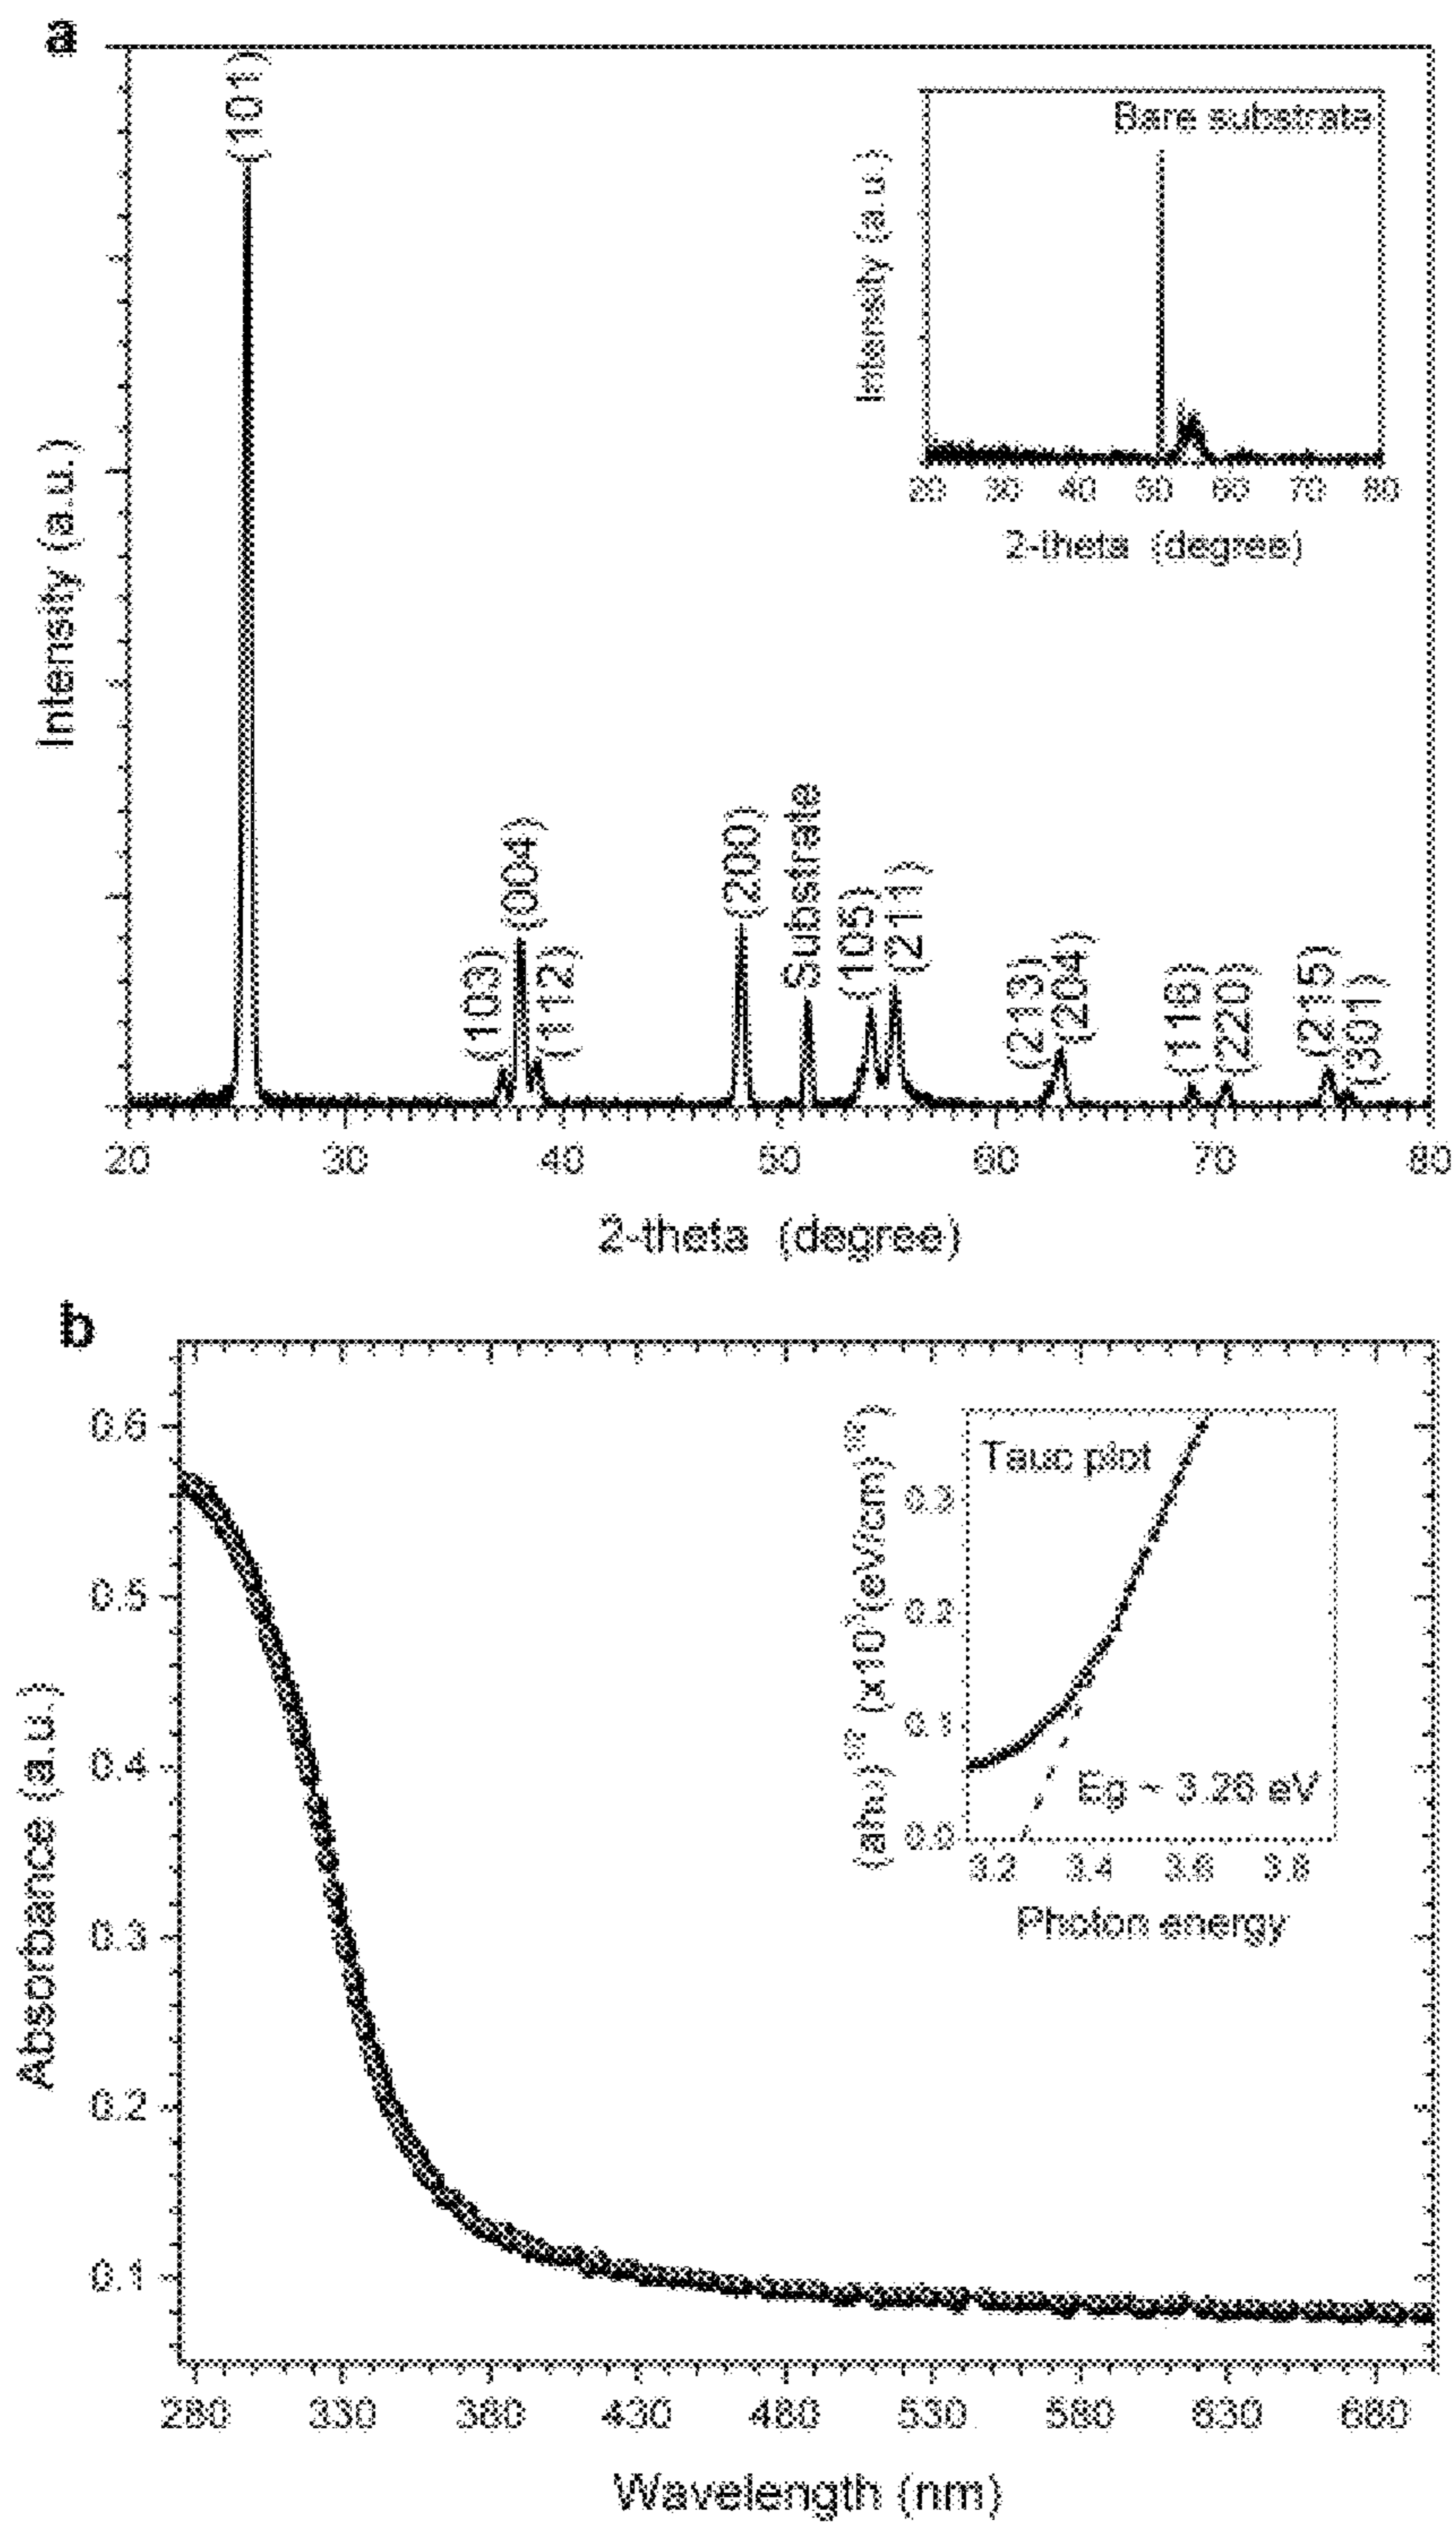 a
(101)
Bare substrate
Intensity (a.u.)
20 30 40 50 60 70 80
2-theta (degree)
Intensity (a.u.)
(103)
(004)
(112)
(200)
Substrate
(105)
(211)
(213)
(204)
(116)
(220)
(215)
(301)
20 30 40 50 60 70 80
2-theta (degree)
b
0.6
0.5
0.4
0.3
0.2
0.1
Absorbance (a.u.)
Tauc plot
0.3
0.2
0.1
0.0
Eg ~ 3.26 eV
3.2 3.4 3.6 3.8
Photon energy
280 330 380 430 480 530 580 630 680
Wavelength (nm)